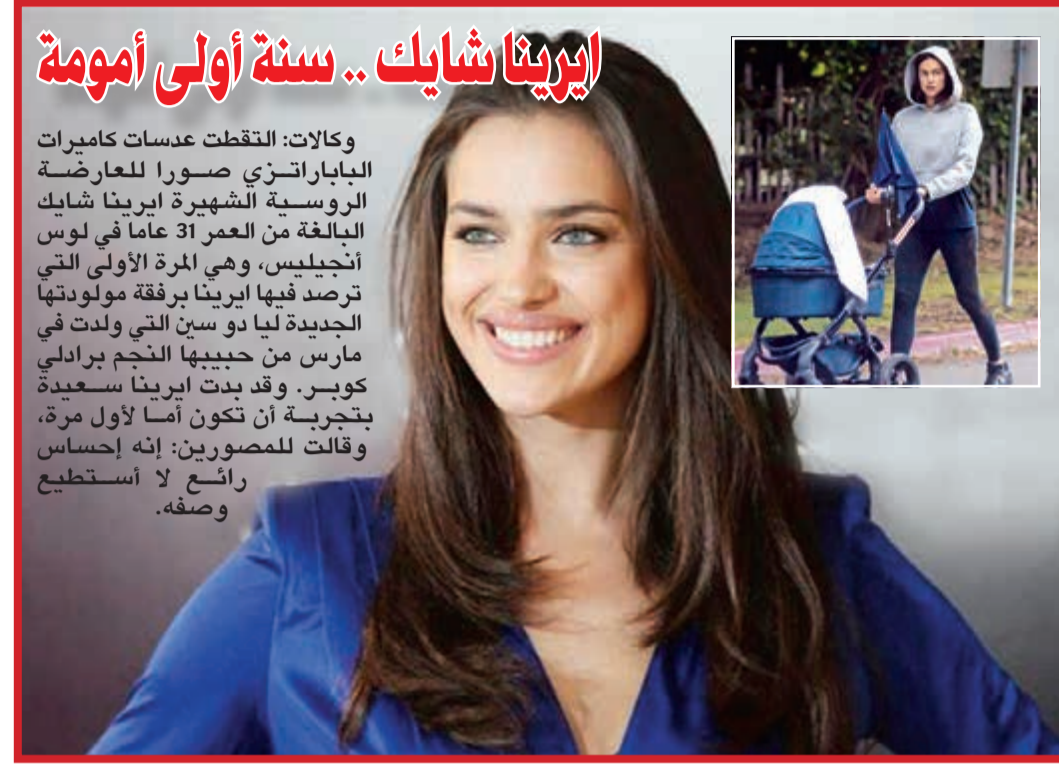 ايرينا شايك .. سنة أولى أمومة
وكالات: التقطت عدسات كاميرات
الباباراتزي صورا للعارضة
الروسية الشهيرة ايرينا شايك
البالغة من العمر 31 عاما في لوس
أنجيليس، وهي المرة الأولى التي
ترصد فيها ايرينا برفقة مولودتها
الجديدة ليا دو سين التي ولدت في
مارس من حبيبها النجم برادلي
كوبر. وقد بدت ايرينا سعيدة
بتجربة أن تكون أما لأول مرة،
وقالت للمصورين: إنه إحساس
رائع لا أستطيع
وصفه.